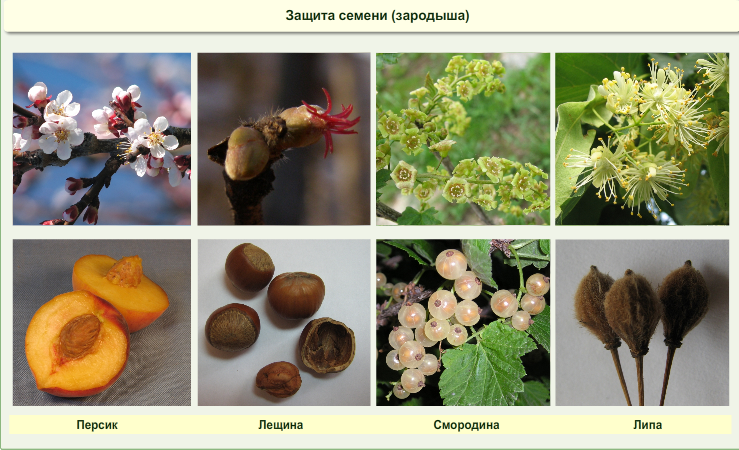 Защита семени (зародыша)
Персик
Лещина
Смородина
Липа